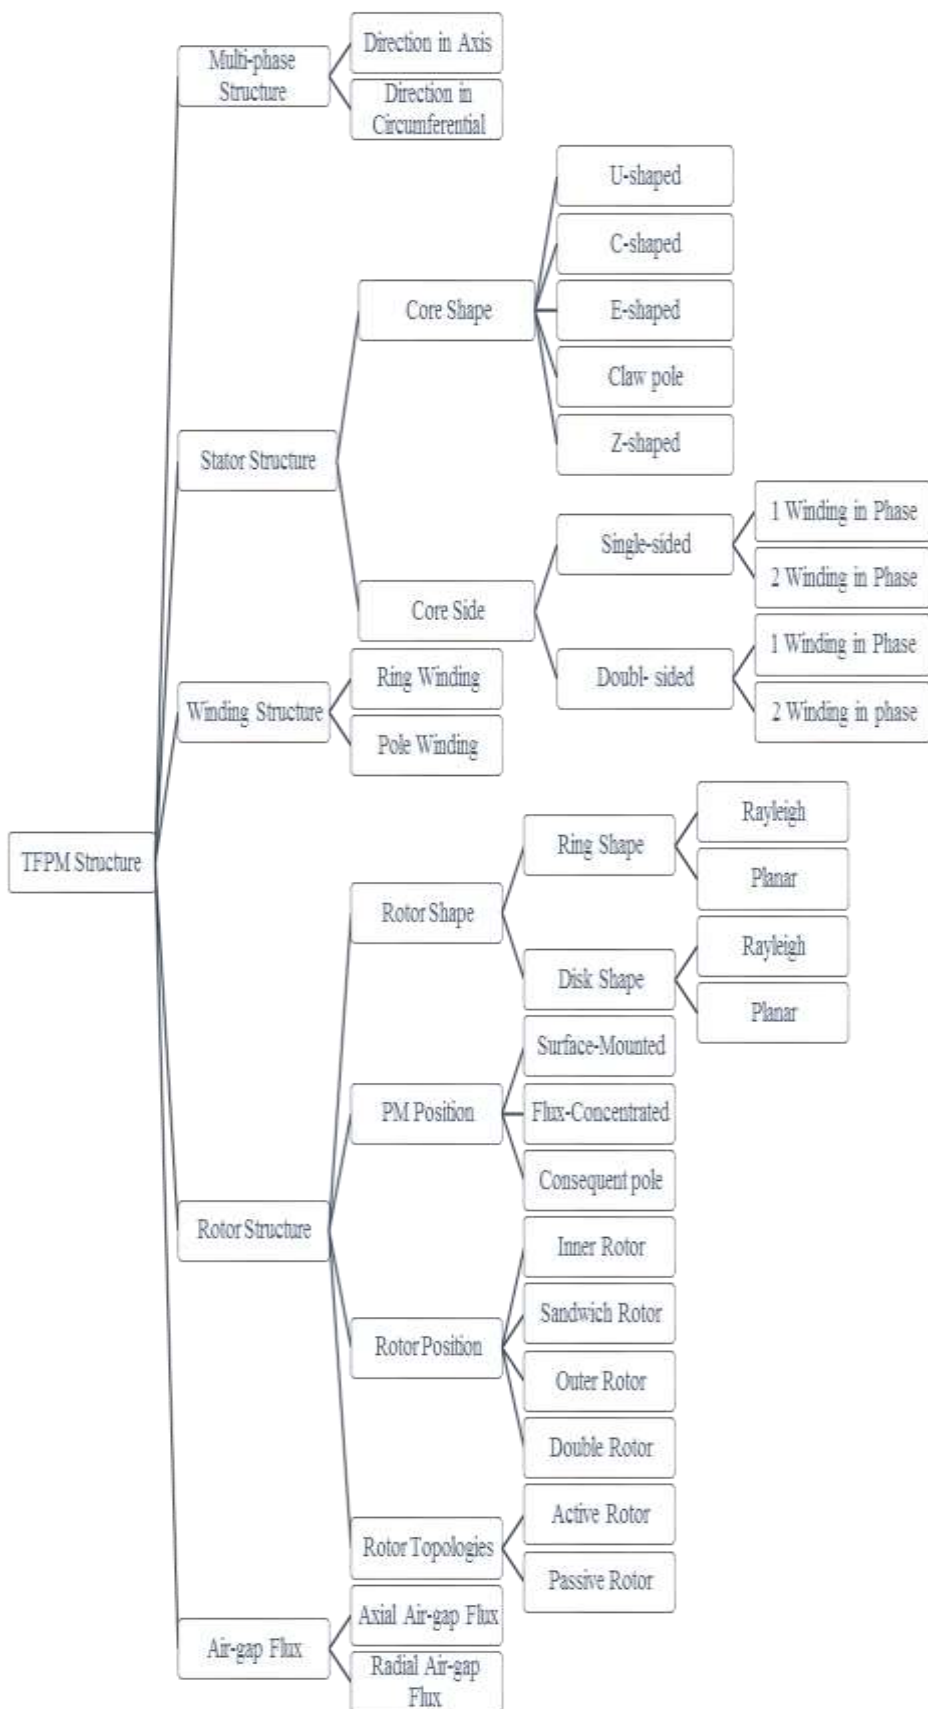 Direction in Axis
Multi-phase
Structure
Direction in
Circumferential
U-shaped
C-shaped
Core Shape
E-shaped
Claw pole
Z-shaped
Stator Structure
1 Winding in Phase
Single-sided
2 Winding in Phase
Core Side
1 Winding in Phase
Doubl- sided
2 Winding in phase
Ring Winding
Winding Structure
Pole Winding
TFPM Structure
Rayleigh
Ring Shape
Planar
Rotor Shape
Rayleigh
Disk Shape
Planar
Surface-Mounted
PM Position
Flux-Concentrated
Consequent pole
Rotor Structure
Inner Rotor
Sandwich Rotor
Rotor Position
Outer Rotor
Double Rotor
Active Rotor
Rotor Topologies
Passive Rotor
Axial Air-gap Flux
Air-gap Flux
Radial Air-gap
Flux